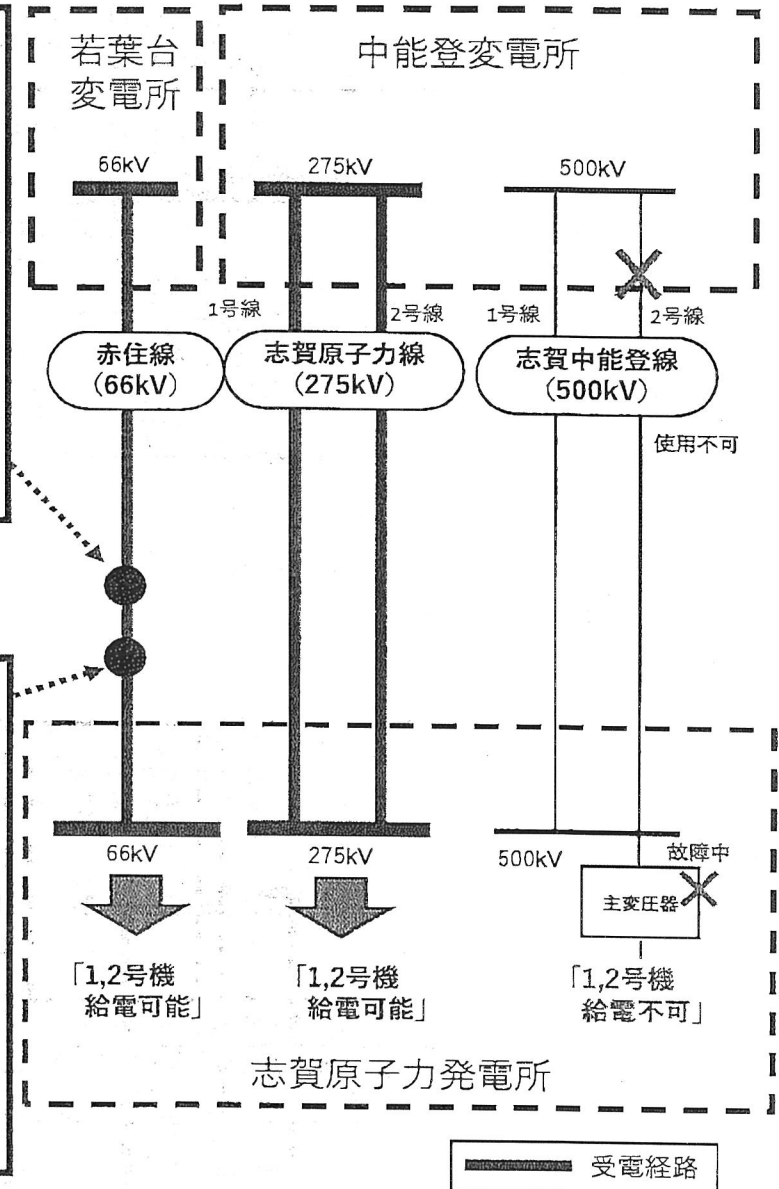 若葉台
変電所
中能登変電所
66kV
275kV
500kV
1号線
2号線
1号線
2号線
赤住線
(66kV)
志賀原子力線
(275kV)
志賀中能登線
(500kV)
使用不可
66kV
275kV
500kV
故障中
主変圧器
「1,2号機
給電可能」
「1,2号機
給電可能」
「1,2号機
給電不可」
志賀原子力発電所
受電経路